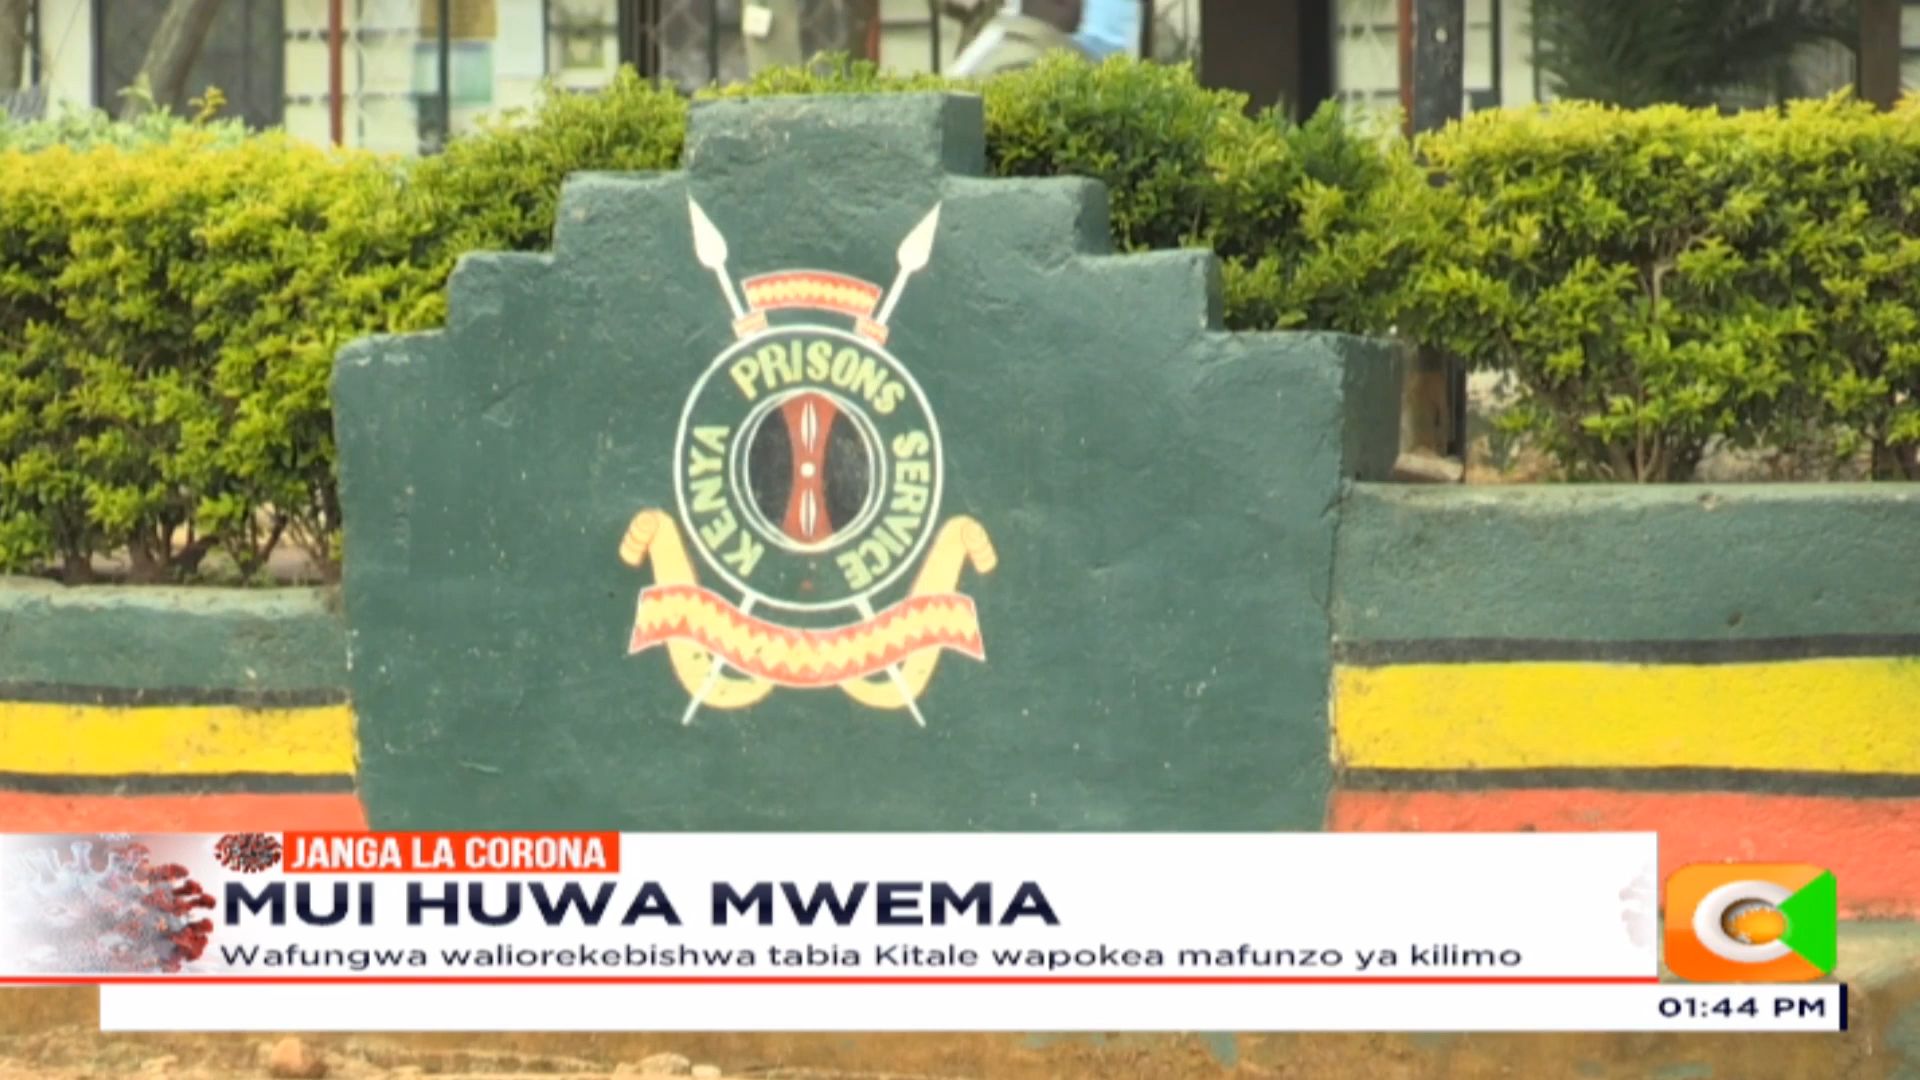 KENYA PRISONS SERVICE
JANGA LA CORONA
MUI HUWA MWEMA
Wafungwa waliorekebishwa tabia Kitale wapokea mafunzo ya kilimo
01:44 PM